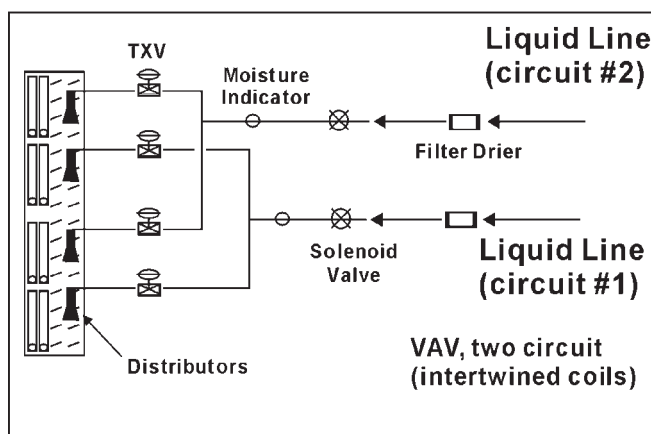 TXV
Moisture
Indicator
Liquid Line
(circuit #2)
Filter Drier
Solenoid
Valve
Liquid Line
(circuit #1)
Distributors
VAV, two circuit
(intertwined coils)